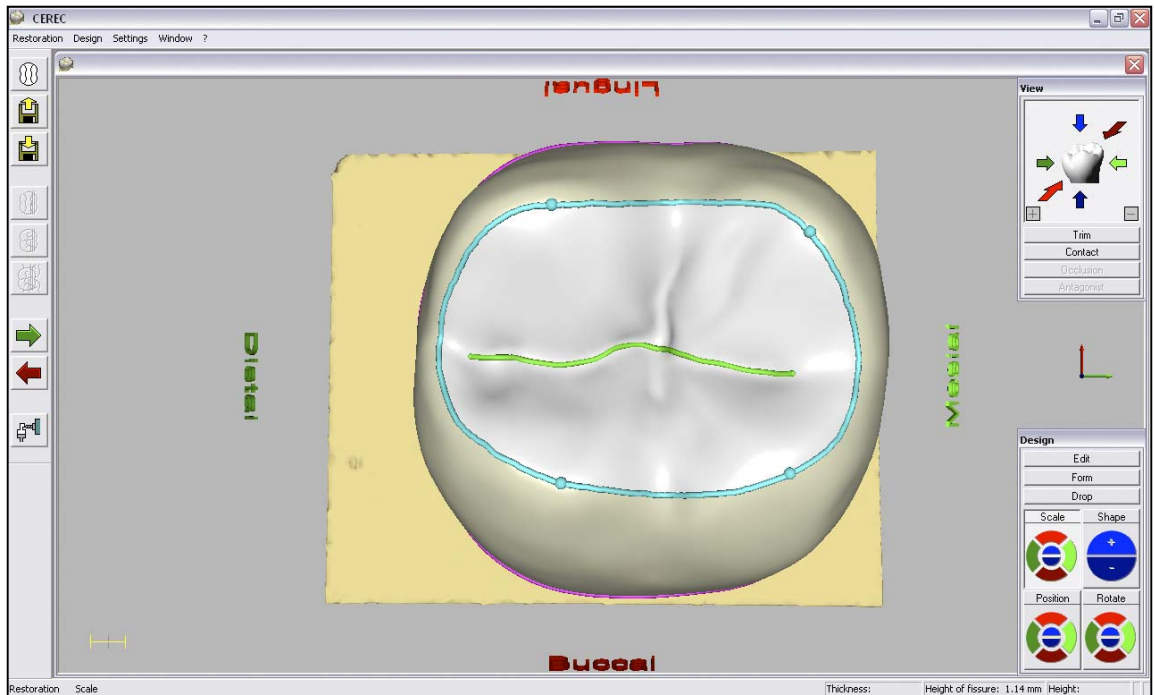 CEREC
Restoration Design Settings Window ?
Lingual
Distal
Mesial
Buccal
View
Trim
Contact
Occlusion
Antagonist
Design
Edit
Form
Drop
Scale Shape
+
-
Position Rotate
Restoration Scale Thickness: Height of fissure: 1.14 mm Height: